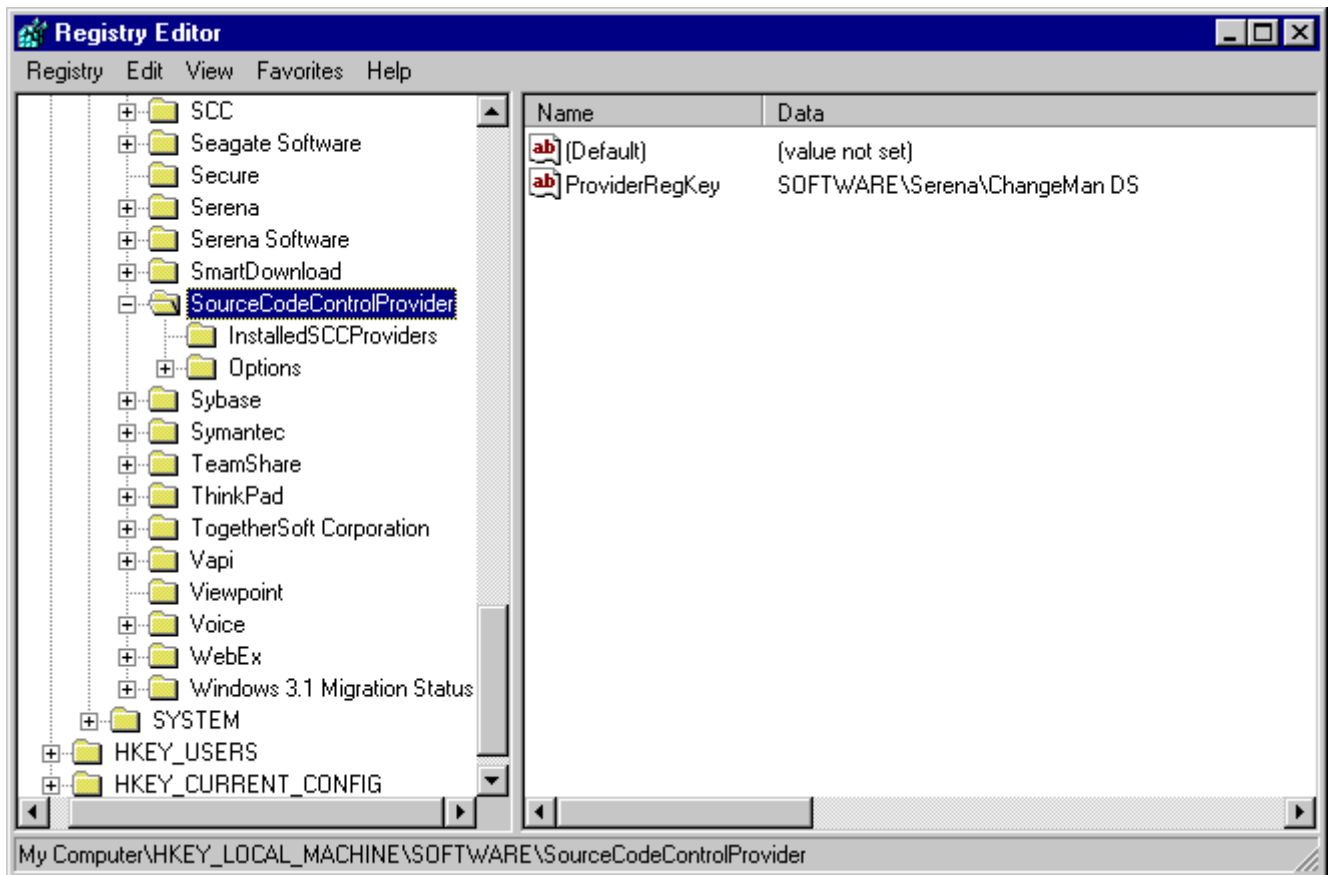 Registry Editor
Registry Edit View Favorites Help
SCC
Seagate Software
Secure
Serena
Serena Software
SmartDownload
SourceCodeControlProvider
InstalledSCCProviders
Options
Sybase
Symantec
TeamShare
ThinkPad
TogetherSoft Corporation
Vapi
Viewpoint
Voice
WebEx
Windows 3.1 Migration Status
SYSTEM
HKEY_USERS
HKEY_CURRENT_CONFIG
Name Data
ab (Default) (value not set)
ab ProviderRegKey SOFTWARE\Serena\ChangeMan DS
My Computer\HKEY_LOCAL_MACHINE\SOFTWARE\SourceCodeControlProvider